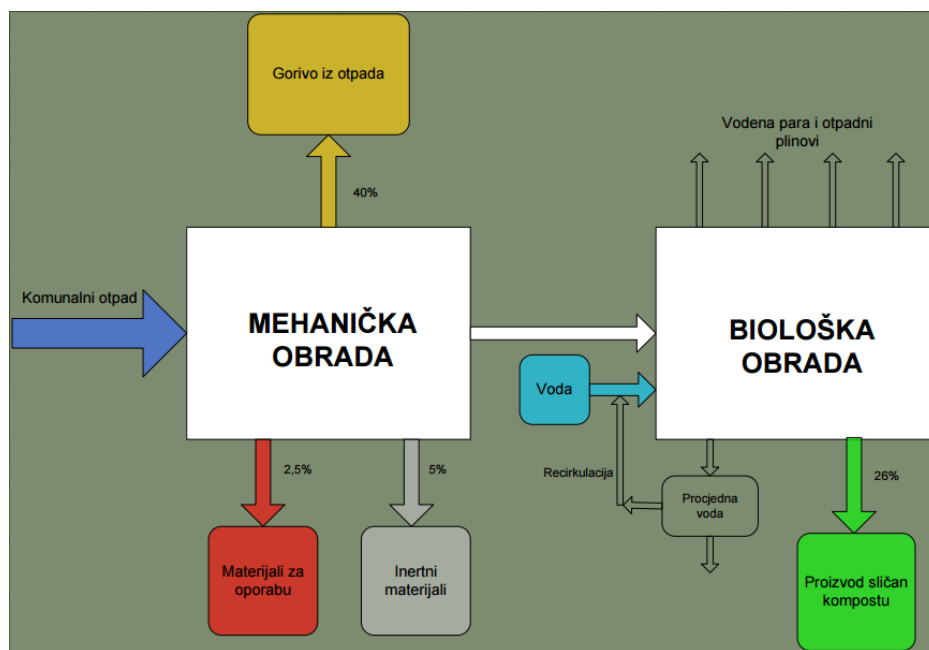 Gorivo iz otpada
Vodena para i otpadni
plinovi
40%
Komunalni otpad
MEHANIČKA
OBRADA
BIOLOŠKA
OBRADA
Voda
2,5%
5%
Recirkulacija
26%
Procjedna
voda
Materijali za
oporabu
Inertni
materijali
Proizvod sličan
kompostu